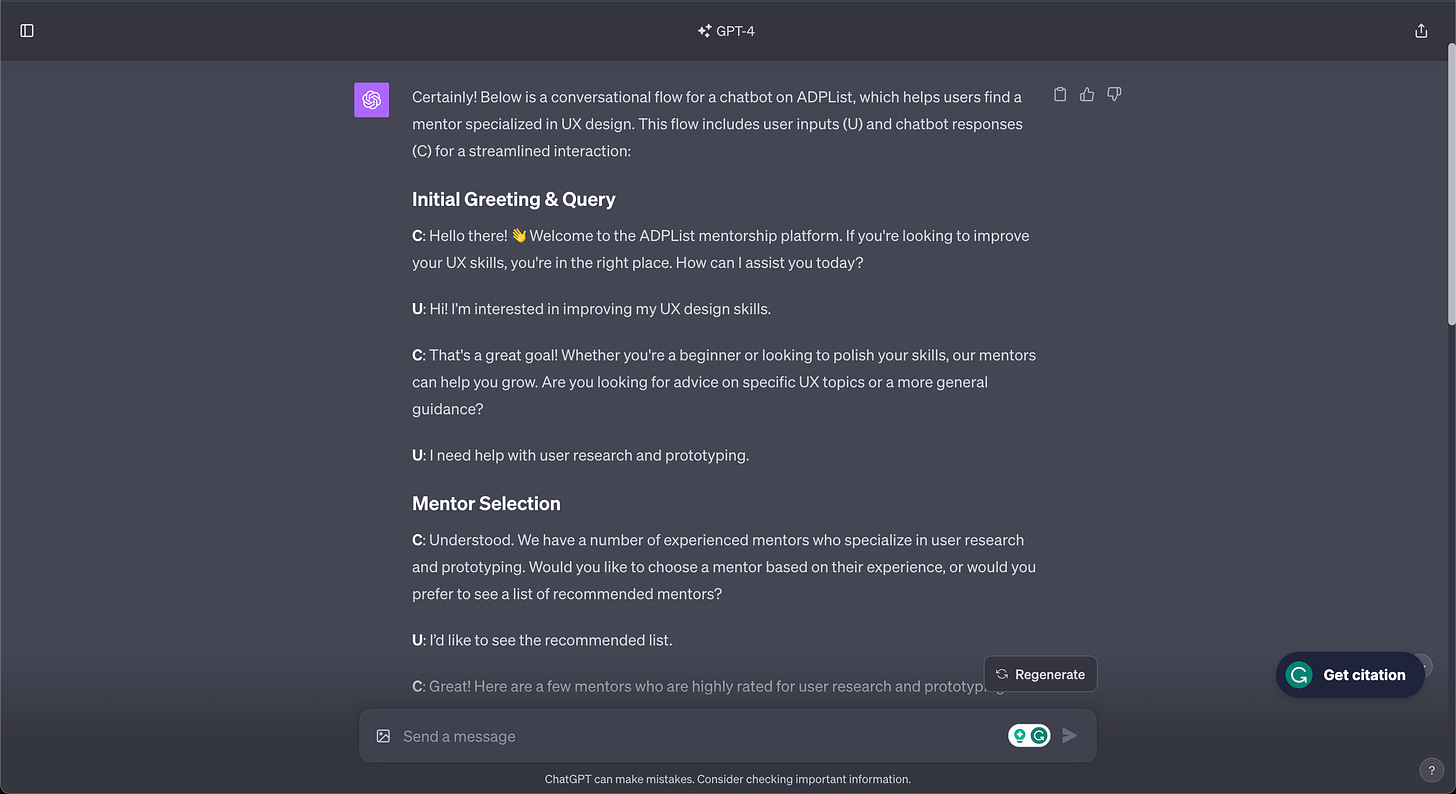 GPT-4
Certainly! Below is a conversational flow for a chatbot on ADPList, which helps users find a
mentor specialized in UX design. This flow includes user inputs (U) and chatbot responses
(C) for a streamlined interaction:
Initial Greeting & Query
C: Hello there! 👋 Welcome to the ADPList mentorship platform. If you're looking to improve
your UX skills, you're in the right place. How can I assist you today?
U: Hi! I'm interested in improving my UX design skills.
C: That's a great goal! Whether you're a beginner or looking to polish your skills, our mentors
can help you grow. Are you looking for advice on specific UX topics or a more general
guidance?
U: I need help with user research and prototyping.
Mentor Selection
C: Understood. We have a number of experienced mentors who specialize in user research
and prototyping. Would you like to choose a mentor based on their experience, or would you
prefer to see a list of recommended mentors?
U: I'd like to see the recommended list.
C: Great! Here are a few mentors who are highly rated for user research and
Regenerate
Get citation
Send a message
ChatGPT can make mistakes. Consider checking important information.
?